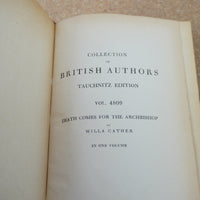 COLLECTION
OF
BRITISH AUTHORS
TAUCHNITZ EDITION
VOL. 4809
DEATH COMES FOR THE ARCHBISHOP
BY
WILLA CATHER
IN ONE VOLUME